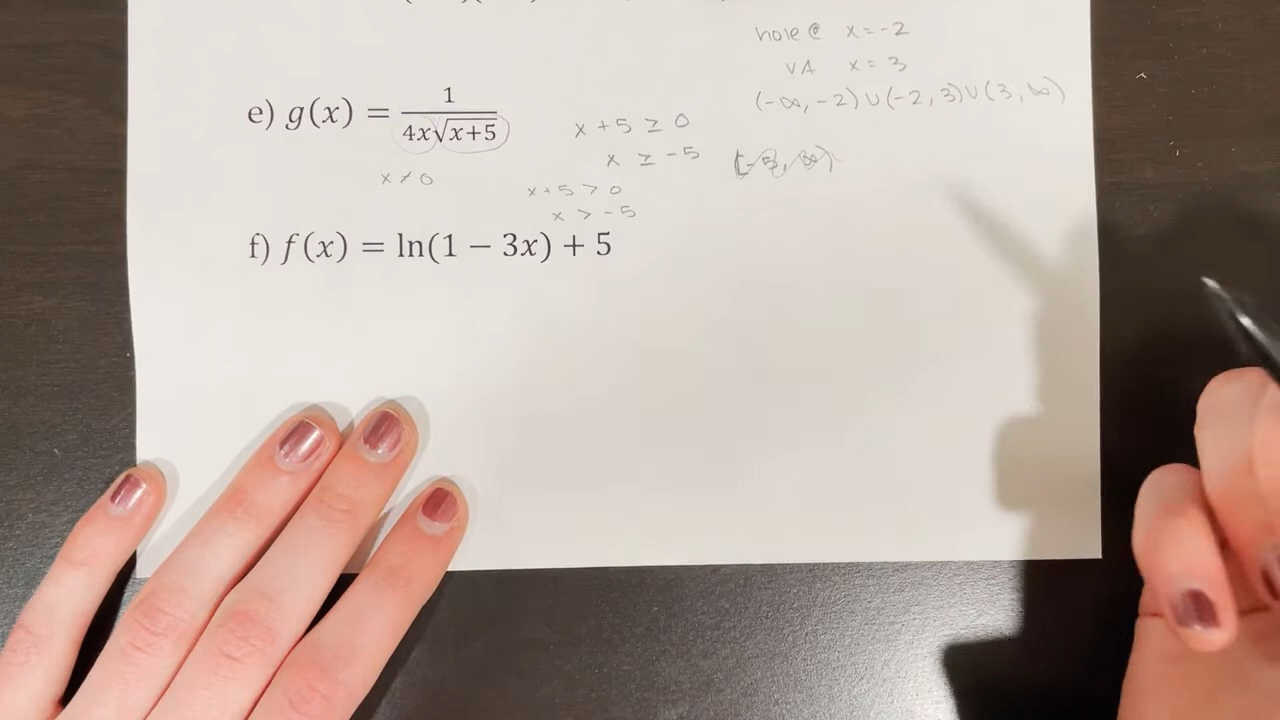 hole @ x = -2
VA x = 3
(-∞, -2) ∪ (-2, 3) ∪ (3, ∞)
e) g(x) = 1 / 4x√x+5
x + 5 ≥ 0
x ≥ -5 [-5, ∞)
x ≠ 0
x + 5 > 0
x > -5
f) f(x) = ln(1 − 3x) + 5